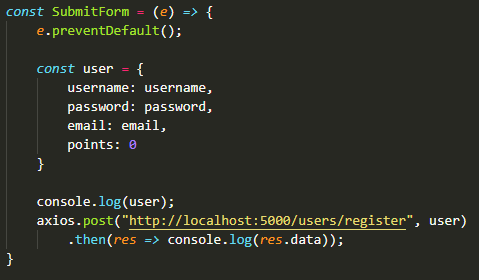 const SubmitForm = (e) => {
    e.preventDefault();

    const user = {
        username: username,
        password: password,
        email: email,
        points: 0
    }

    console.log(user);
    axios.post("http://localhost:5000/users/register", user)
        .then(res => console.log(res.data));
}